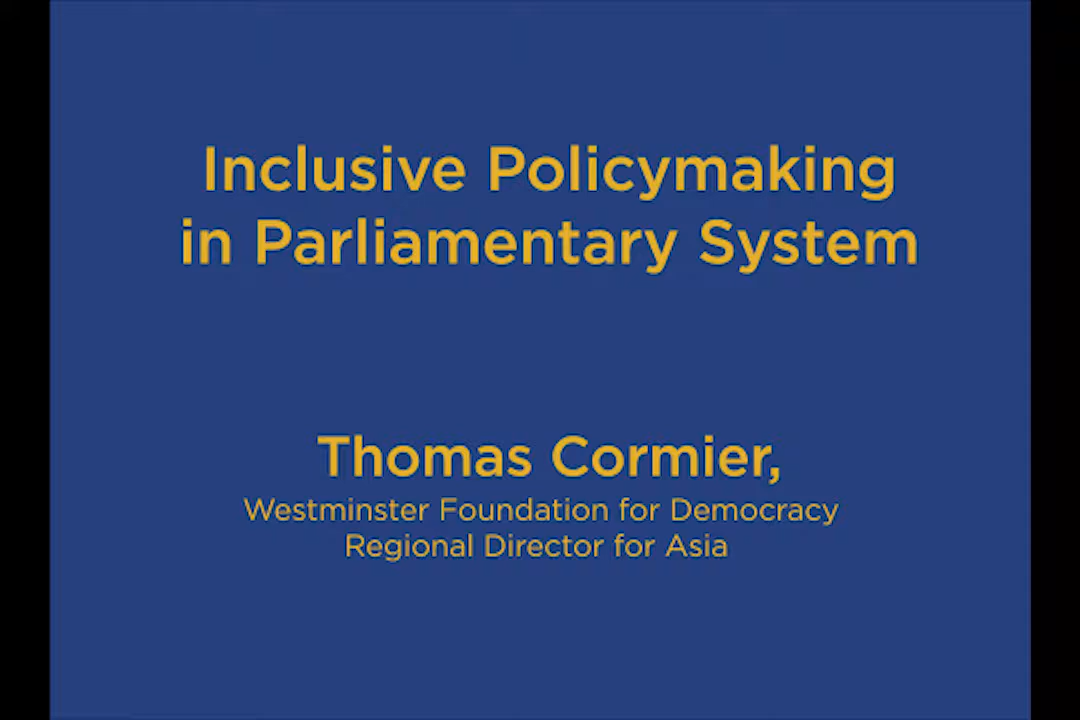 Inclusive Policymaking
in Parliamentary System
Thomas Cormier,
Westminster Foundation for Democracy
Regional Director for Asia